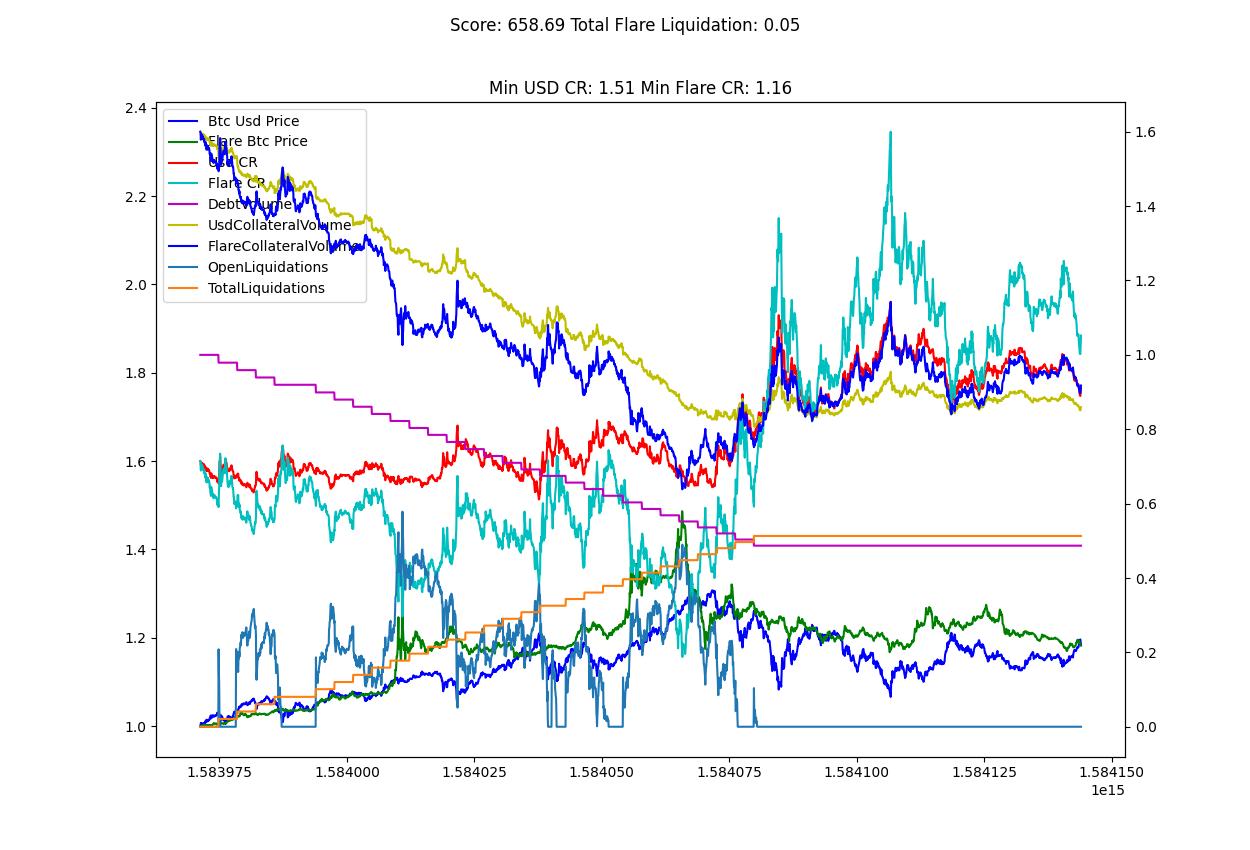 Score: 658.69 Total Flare Liquidation: 0.05
Min USD CR: 1.51 Min Flare CR: 1.16
Btc Usd Price
Flare Btc Price
Usd CR
Flare CR
DebtVolume
UsdCollateralVolume
FlareCollateralVolume
OpenLiquidations
TotalLiquidations
2.4
2.2
2.0
1.8
1.6
1.4
1.2
1.0
1.6
1.4
1.2
1.0
0.8
0.6
0.4
0.2
0.0
1.583975 1.584000 1.584025 1.584050 1.584075 1.584100 1.584125 1.584150
1e15